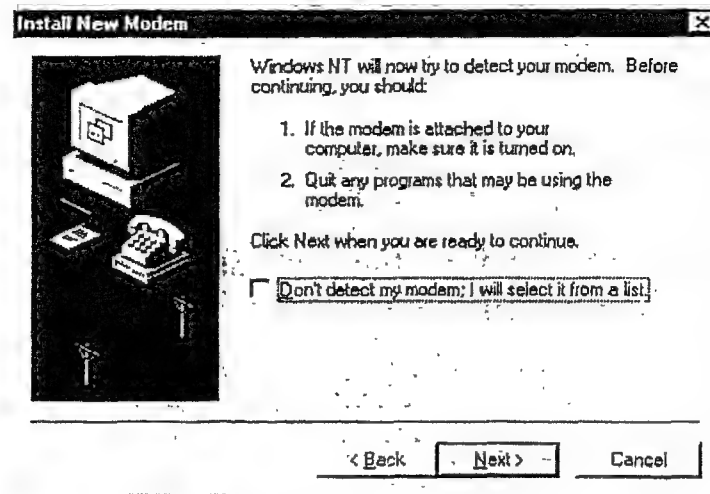 Install New Modem
Windows NT will now try to detect your modem. Before
continuing, you should:
1. If the modem is attached to your
computer, make sure it is turned on.
2. Quit any programs that may be using the
modem.
Click Next when you are ready to continue.
Don't detect my modem; I will select it from a list.
< Back
Next >
Cancel